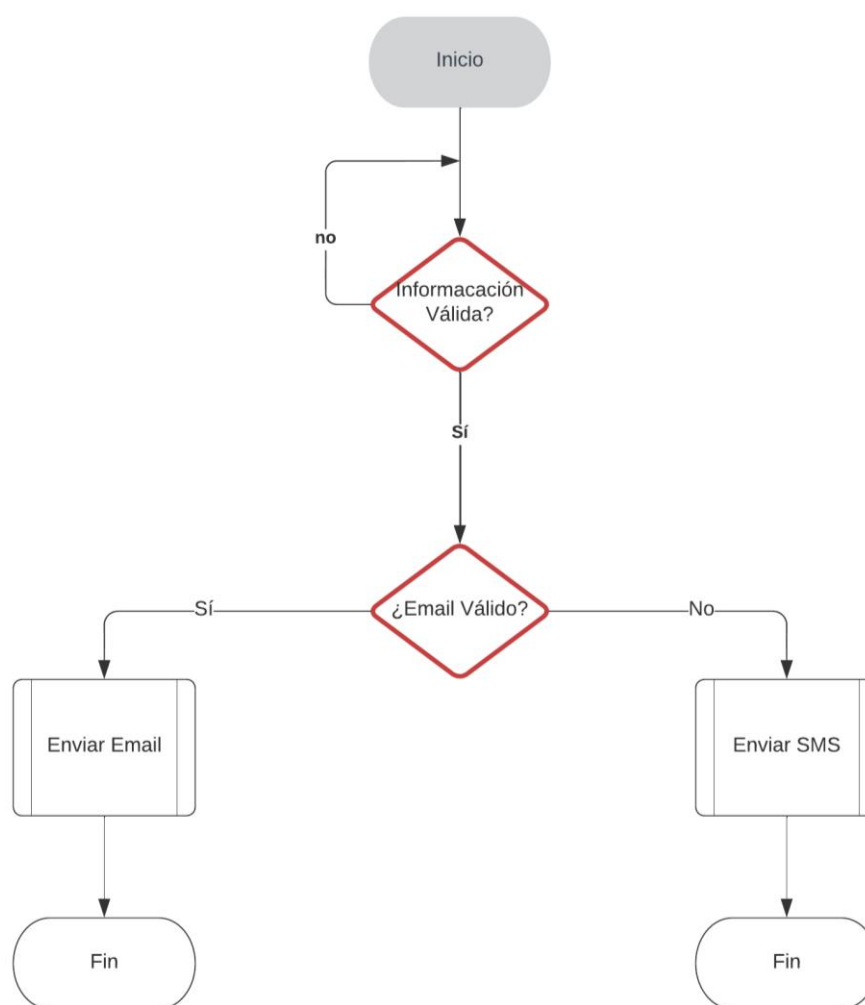 Inicio
no
Informacación
Válida?
Sí
Sí
¿Email Válido?
No
Enviar Email
Enviar SMS
Fin
Fin